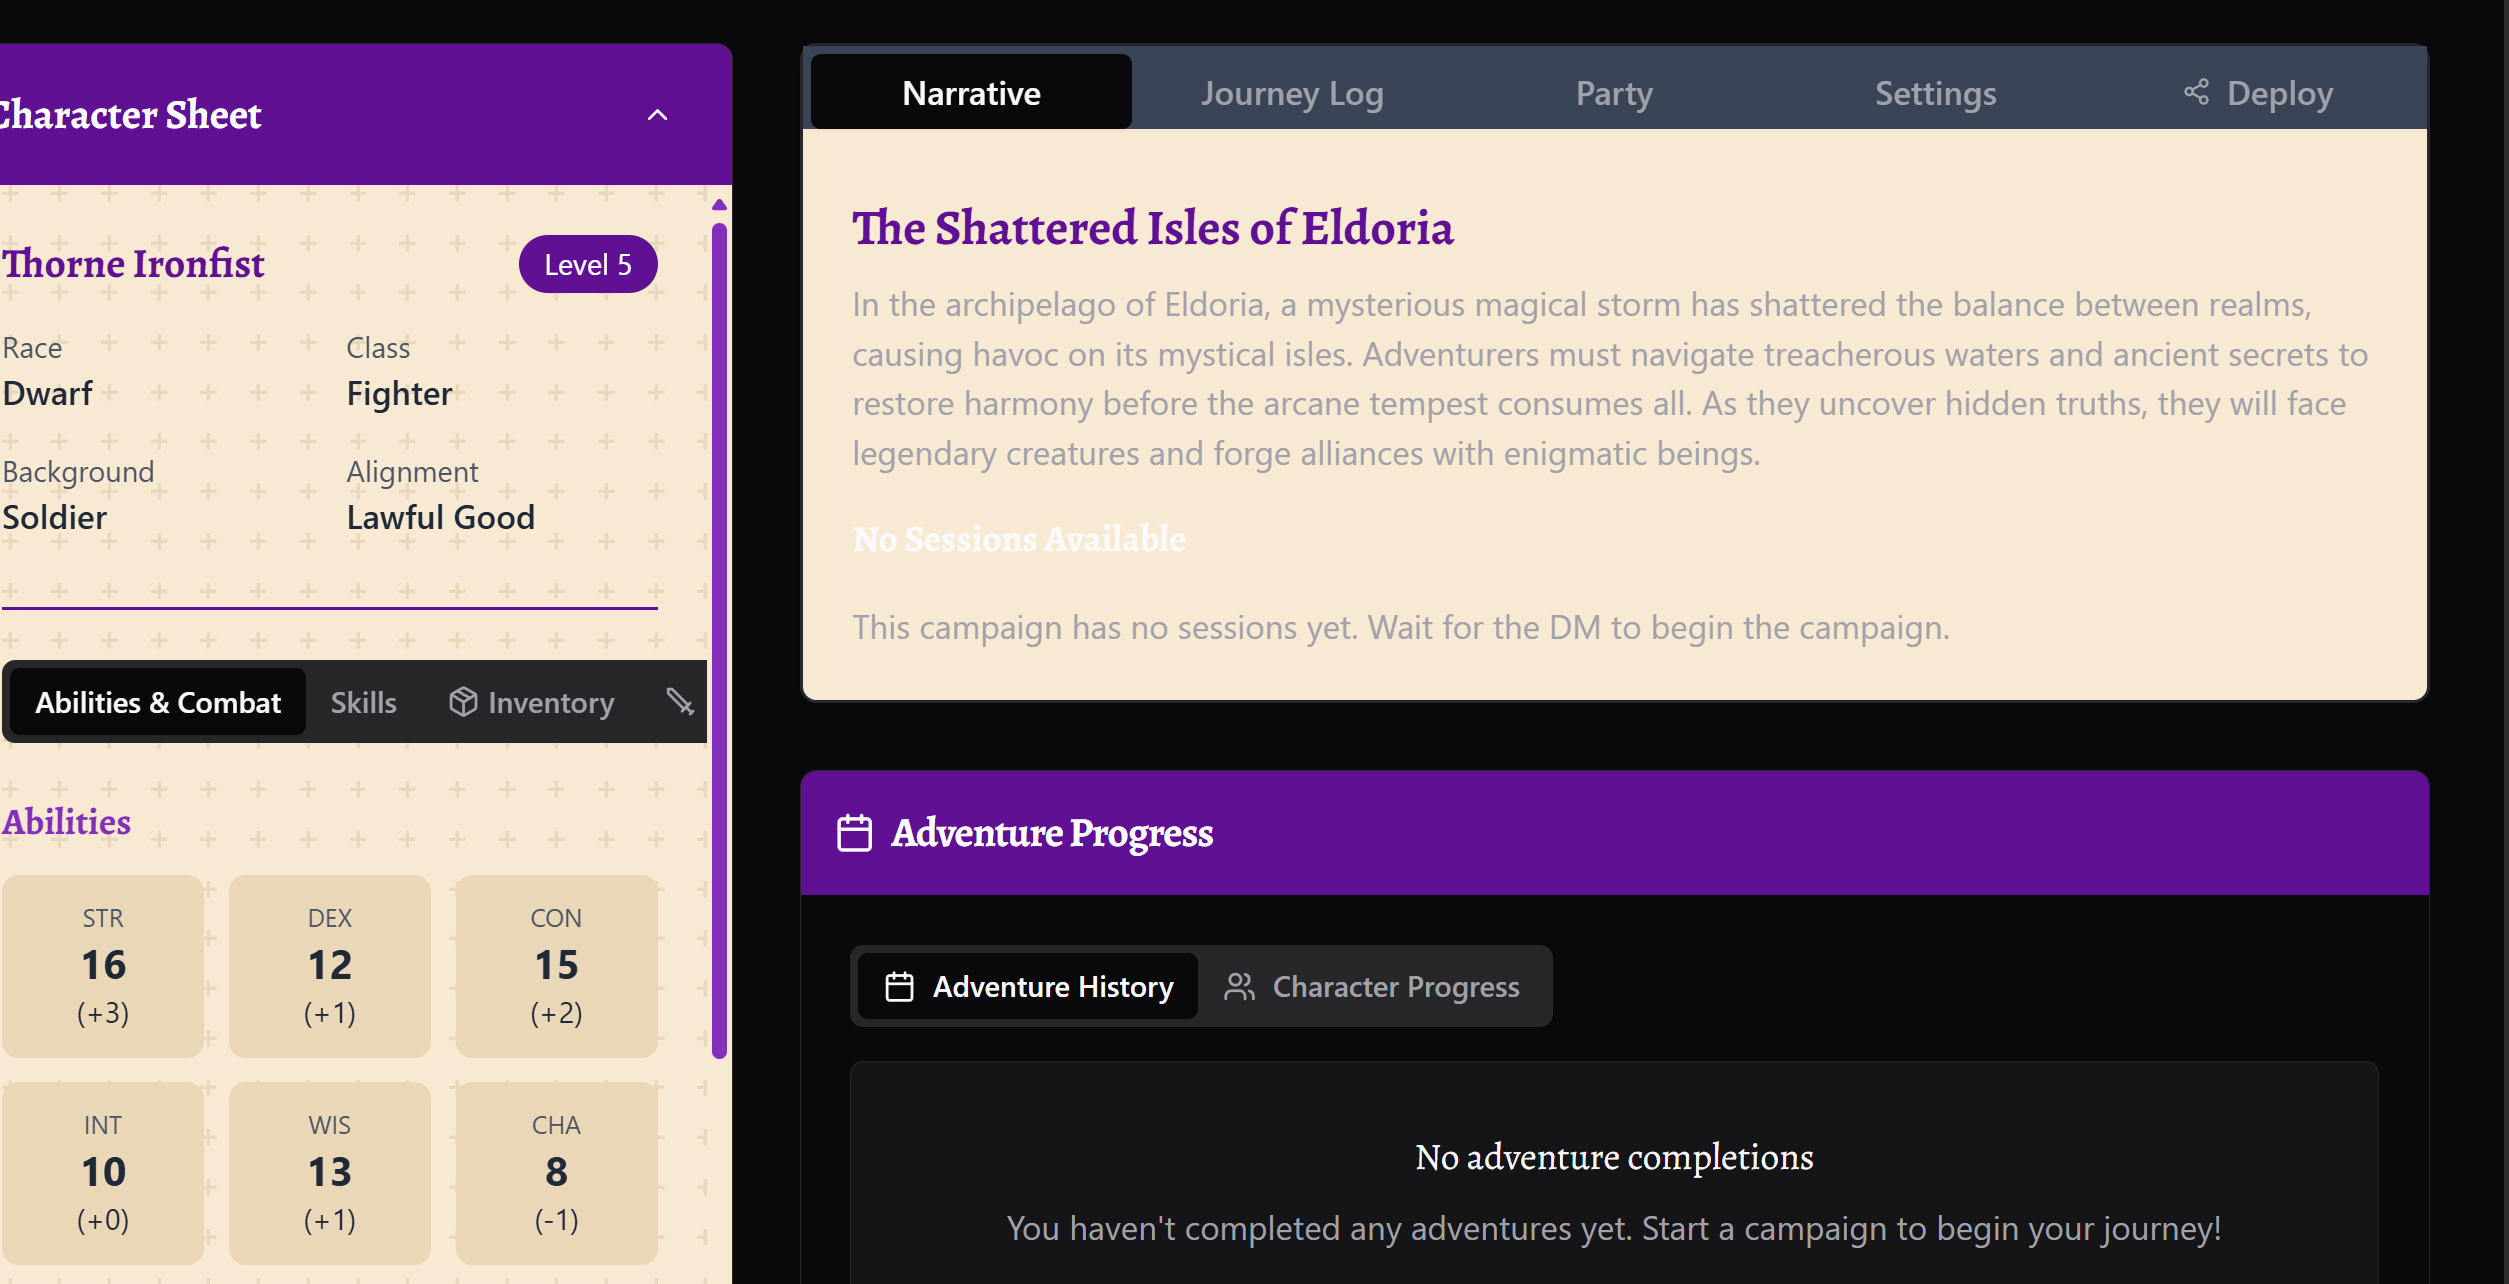 Character Sheet
Thorne Ironfist
Level 5
Race
Class
Dwarf
Fighter
Background
Alignment
Soldier
Lawful Good
Abilities & Combat
Skills
Inventory
Abilities
STR
DEX
CON
16
12
15
(+3)
(+1)
(+2)
INT
WIS
CHA
10
13
8
(+0)
(+1)
(-1)
Narrative
Journey Log
Party
Settings
Deploy
The Shattered Isles of Eldoria
In the archipelago of Eldoria, a mysterious magical storm has shattered the balance between realms,
causing havoc on its mystical isles. Adventurers must navigate treacherous waters and ancient secrets to
restore harmony before the arcane tempest consumes all. As they uncover hidden truths, they will face
legendary creatures and forge alliances with enigmatic beings.
No Sessions Available
This campaign has no sessions yet. Wait for the DM to begin the campaign.
Adventure Progress
Adventure History
Character Progress
No adventure completions
You haven't completed any adventures yet. Start a campaign to begin your journey!